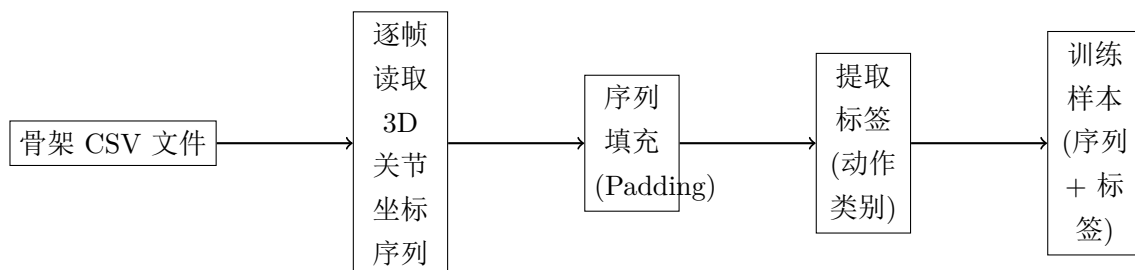 骨架 CSV 文件
逐帧
读取
3D
关节
坐标
序列
序列
填充
(Padding)
提取
标签
(动作
类别)
训练
样本
(序列
+ 标
签)